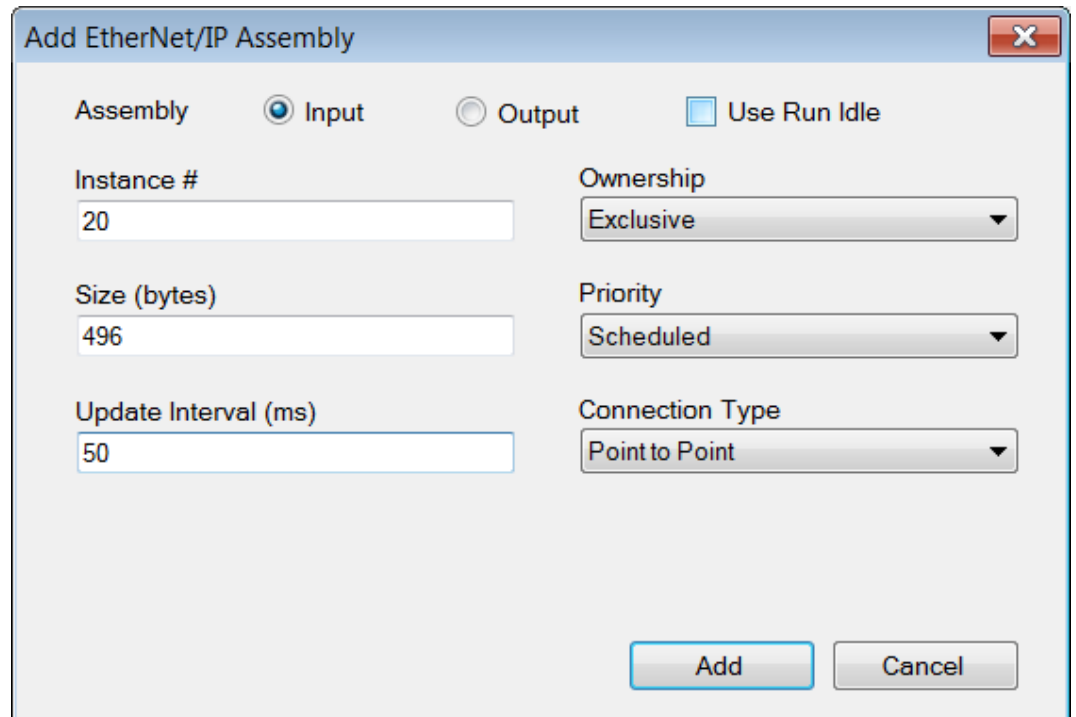 Add EtherNet/IP Assembly
Assembly Input Output Use Run Idle
Instance # Ownership
20 Exclusive
Size (bytes) Priority
496 Scheduled
Update Interval (ms) Connection Type
50 Point to Point
Add Cancel